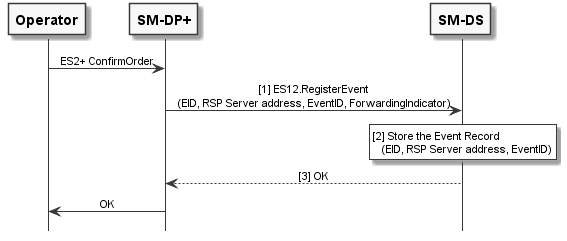 Operator
SM-DP+
SM-DS
ES2+ ConfirmOrder
[1] ES12.RegisterEvent
(EID, RSP Server address, EventID, ForwardingIndicator)
[2] Store the Event Record
(EID, RSP Server address, EventID)
[3] OK
OK